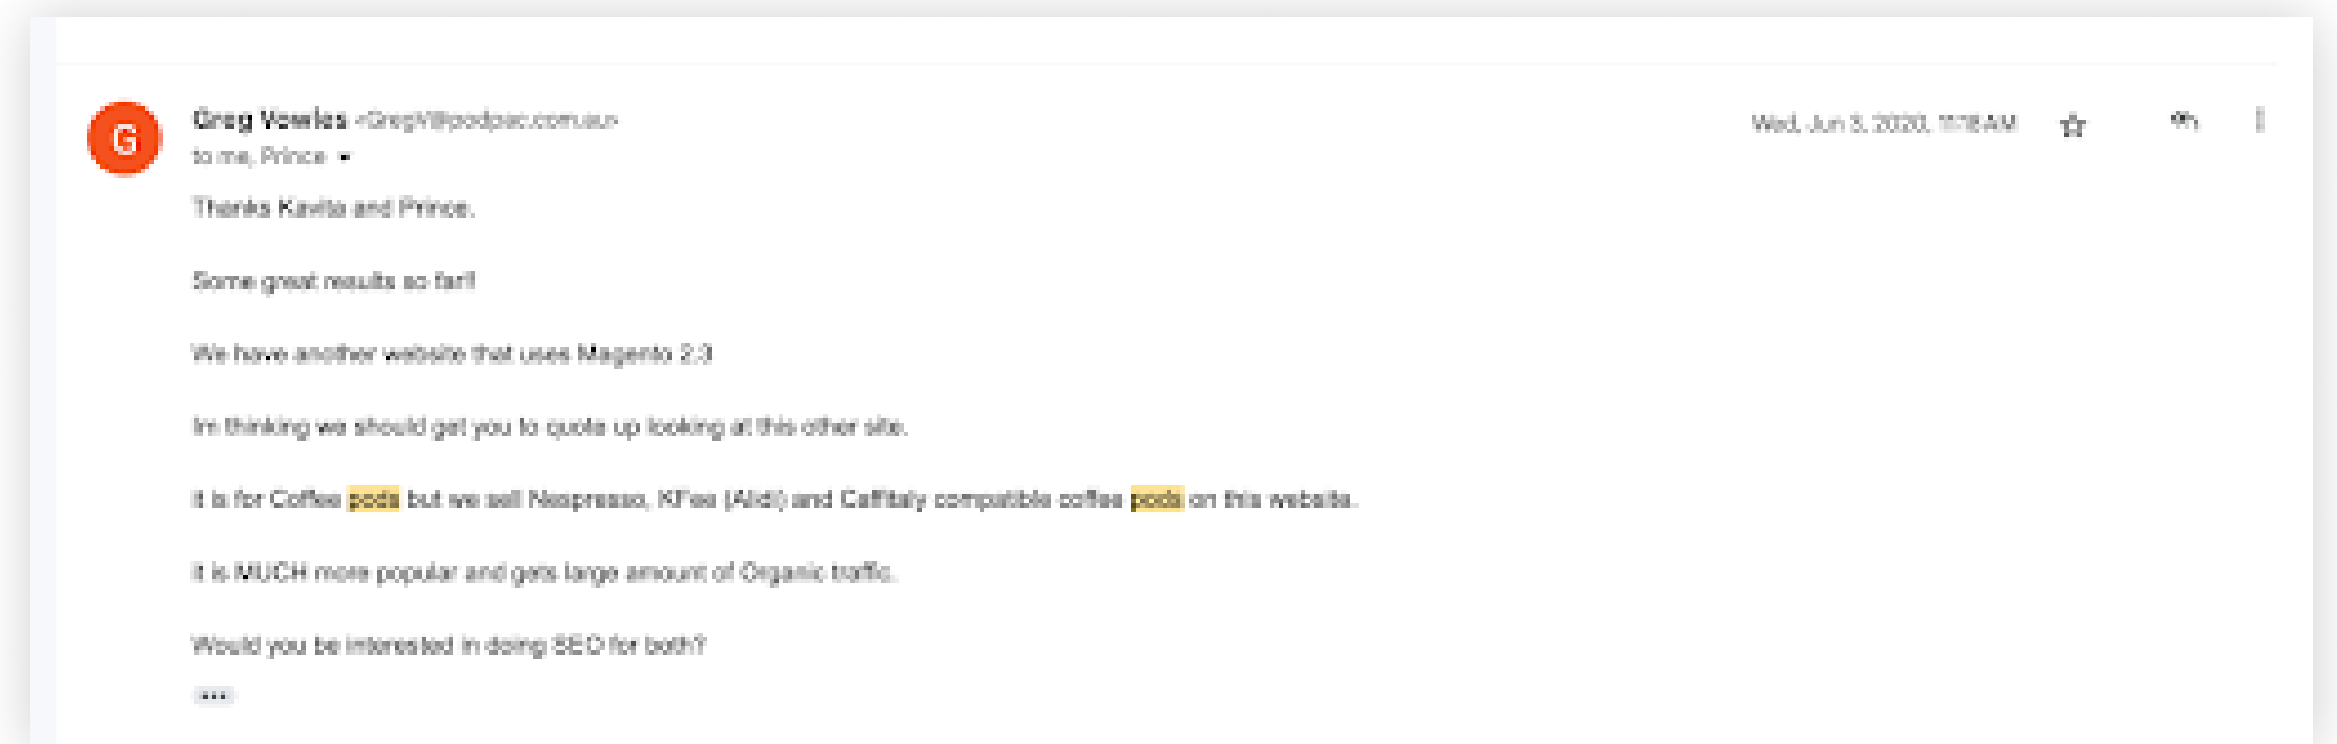 G
Greg Vowles <GregV@podpac.com.au>
Wed, Jun 3, 2020, 11:18 AM
to me, Prince
Thanks Kavita and Prince.
Some great results so far!!
We have another website that uses Magento 2.3
Im thinking we should get you to quote up looking at this other site.
It is for Coffee pods but we sell Nespresso, KFee (Aldi) and Caffitaly compatible coffee pods on this website.
It is MUCH more popular and gets large amount of Organic traffic.
Would you be interested in doing SEO for both?